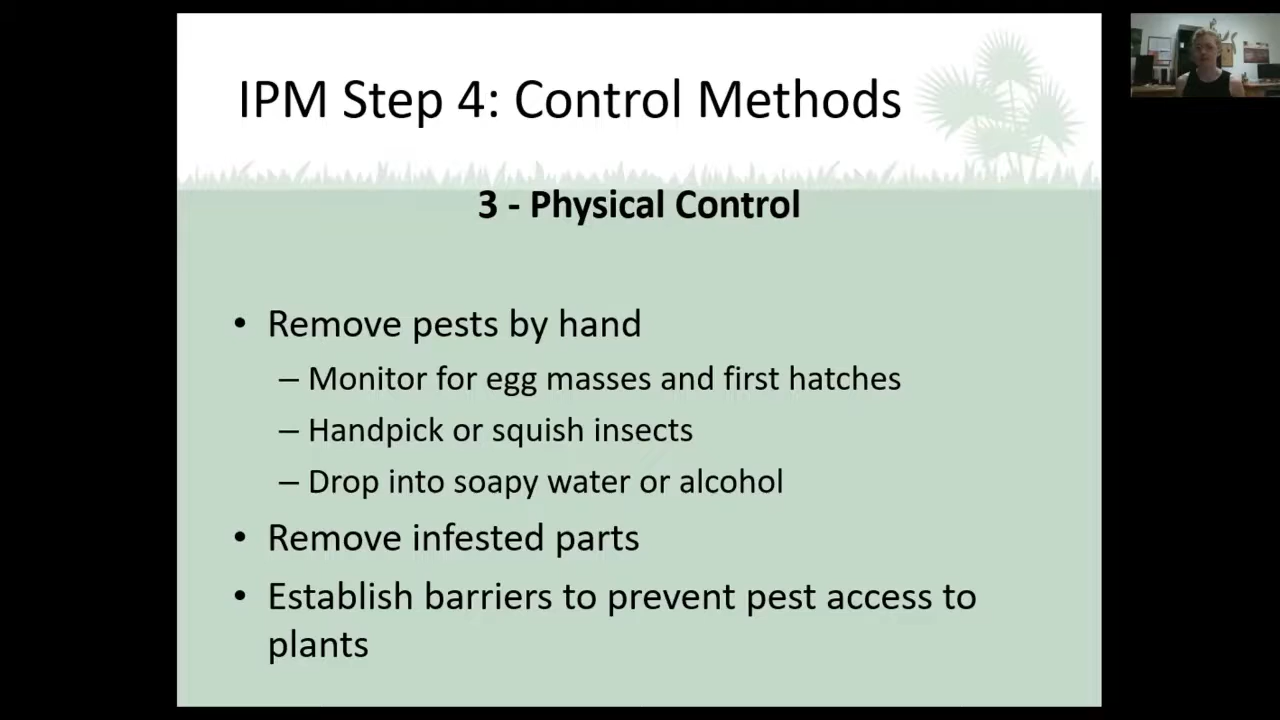 IPM Step 4: Control Methods
3 - Physical Control
• Remove pests by hand
– Monitor for egg masses and first hatches
– Handpick or squish insects
– Drop into soapy water or alcohol
• Remove infested parts
• Establish barriers to prevent pest access to
plants